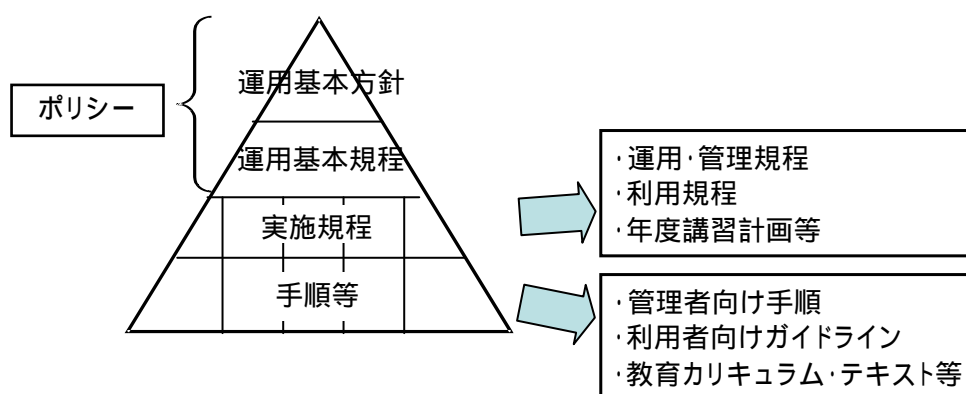 ポリシー
運用基本方針
運用基本規程
実施規程
手順等
・運用・管理規程
・利用規程
・年度講習計画等
・管理者向け手順
・利用者向けガイドライン
・教育カリキュラム・テキスト等